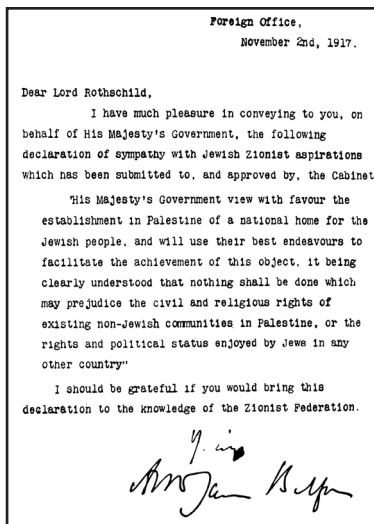 Foreign Office,
November 2nd, 1917.
Dear Lord Rothschild,
I have much pleasure in conveying to you, on
behalf of His Majesty's Government, the following
declaration of sympathy with Jewish Zionist aspirations
which has been submitted to, and approved by, the Cabinet
"His Majesty's Government view with favour the
establishment in Palestine of a national home for the
Jewish people, and will use their best endeavours to
facilitate the achievement of this object, it being
clearly understood that nothing shall be done which
may prejudice the civil and religious rights of
existing non-Jewish communities in Palestine, or the
rights and political status enjoyed by Jews in any
other country"
I should be grateful if you would bring this
declaration to the knowledge of the Zionist Federation.